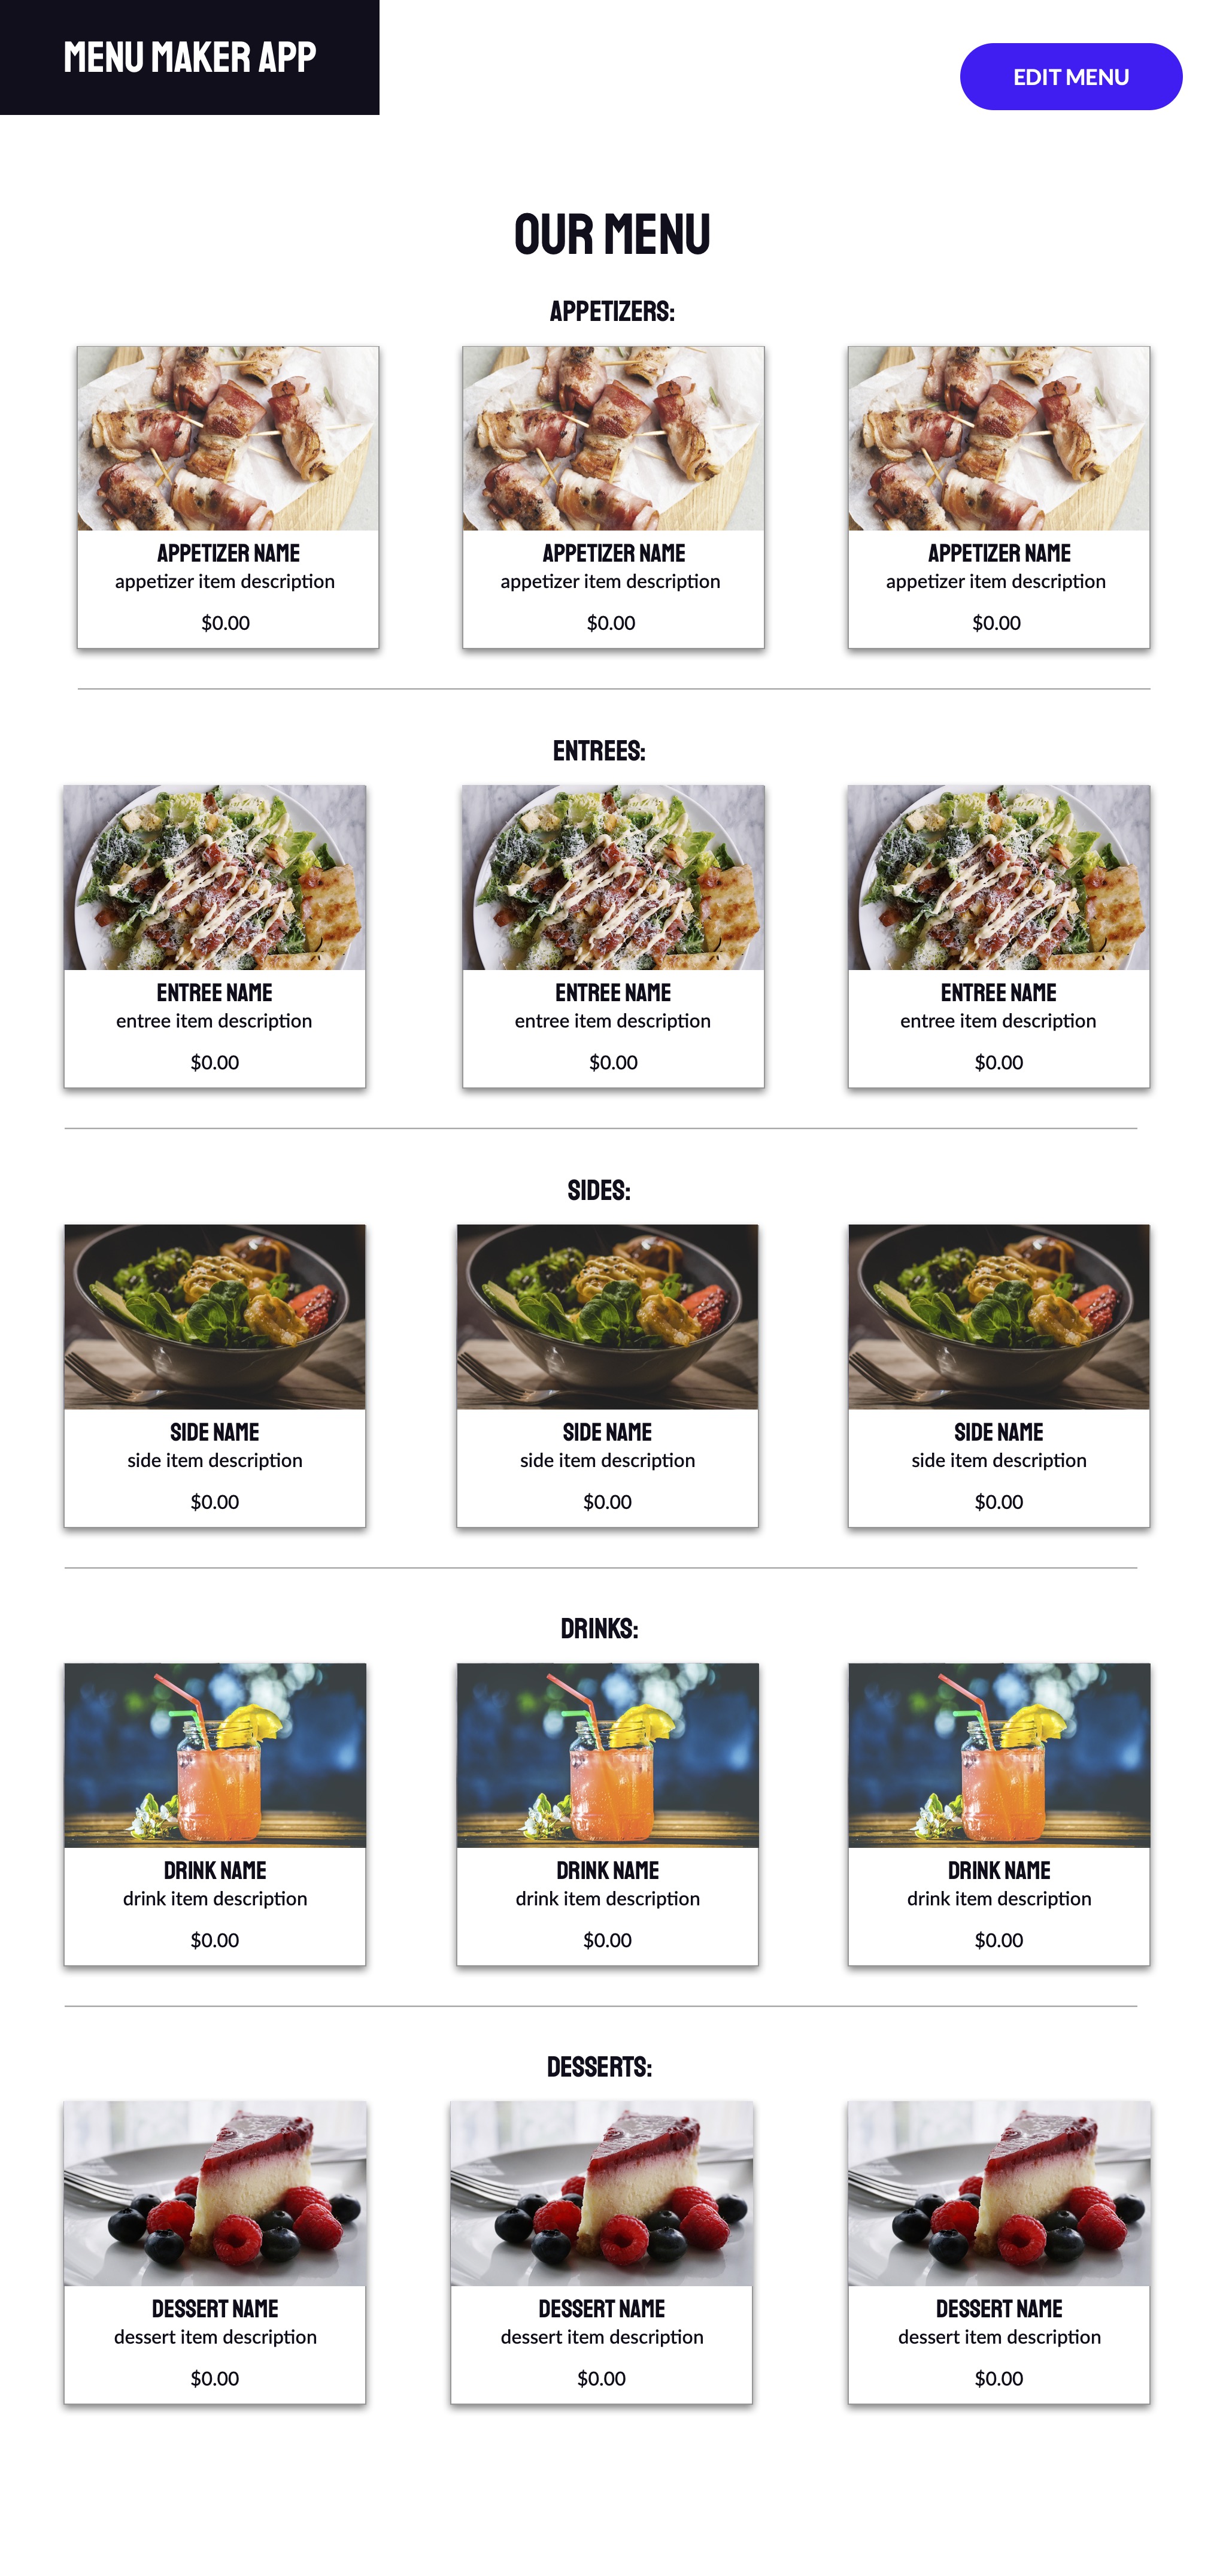 MENU MAKER APP
EDIT MENU
OUR MENU
APPETIZERS:
APPETIZER NAME
appetizer item description
$0.00
APPETIZER NAME
appetizer item description
$0.00
APPETIZER NAME
appetizer item description
$0.00
ENTREES:
ENTREE NAME
entree item description
$0.00
ENTREE NAME
entree item description
$0.00
ENTREE NAME
entree item description
$0.00
SIDES:
SIDE NAME
side item description
$0.00
SIDE NAME
side item description
$0.00
SIDE NAME
side item description
$0.00
DRINKS:
DRINK NAME
drink item description
$0.00
DRINK NAME
drink item description
$0.00
DRINK NAME
drink item description
$0.00
DESSERTS:
DESSERT NAME
dessert item description
$0.00
DESSERT NAME
dessert item description
$0.00
DESSERT NAME
dessert item description
$0.00